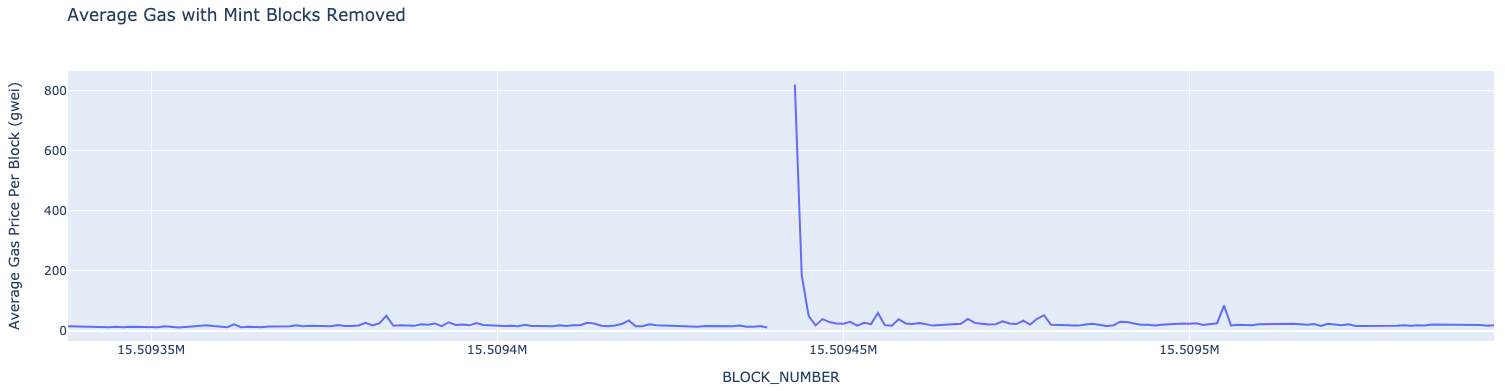 Average Gas with Mint Blocks Removed
Average Gas Price Per Block (gwei)
800
600
400
200
0
15.50935M
15.5094M
15.50945M
15.5095M
BLOCK_NUMBER